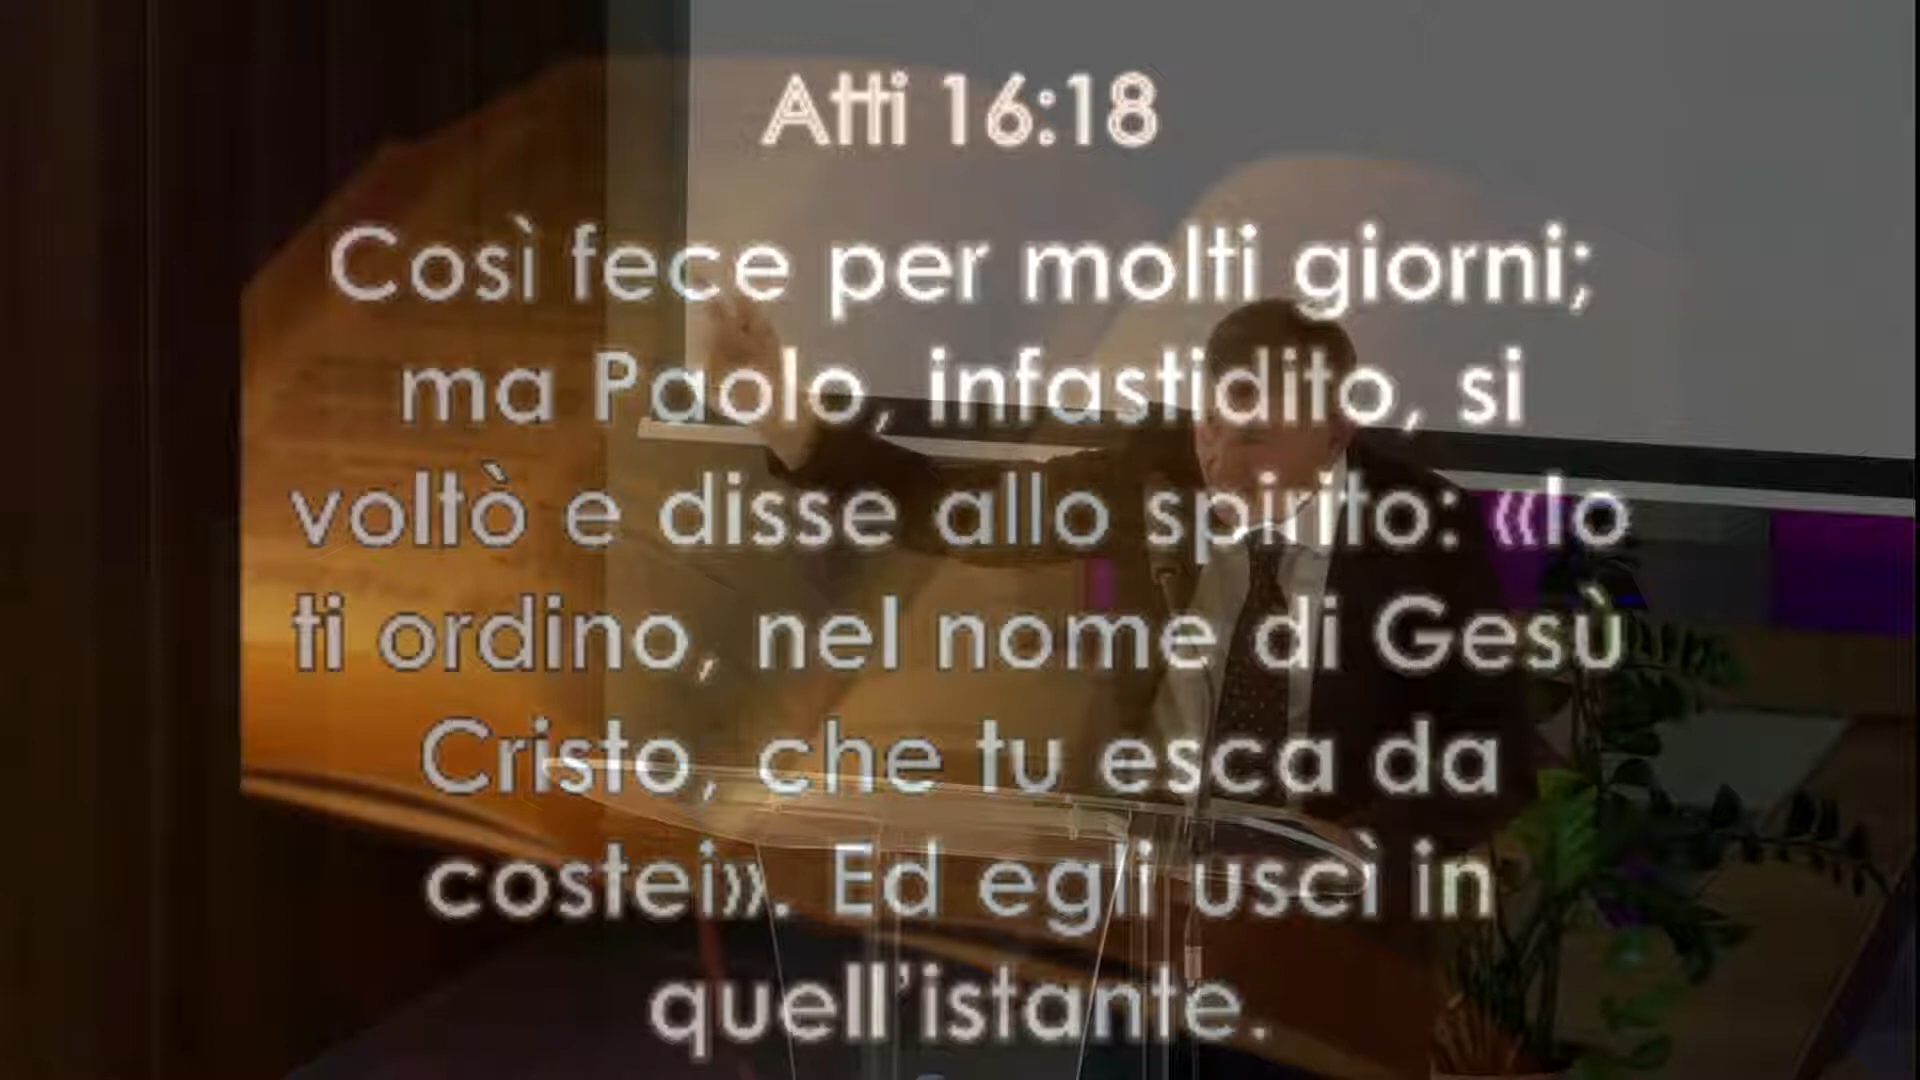 Atti 16:18
Così fece per molti giorni;
ma Paolo, infastidito, si
voltò e disse allo spirito: «Io
ti ordino, nel nome di Gesù
Cristo, che tu esca da
costei». Ed egli uscì in
quell'istante.